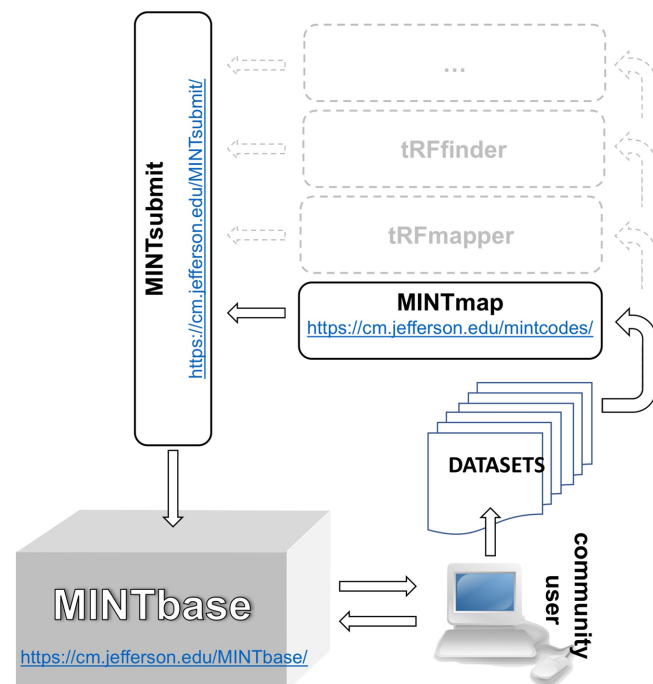 MINTsubmit
https://cm.jefferson.edu/MINTsubmit/
...
tRFfinder
tRFmapper
MINTmap
https://cm.jefferson.edu/mintcodes/
DATASETS
community
user
MINTbase
https://cm.jefferson.edu/MINTbase/